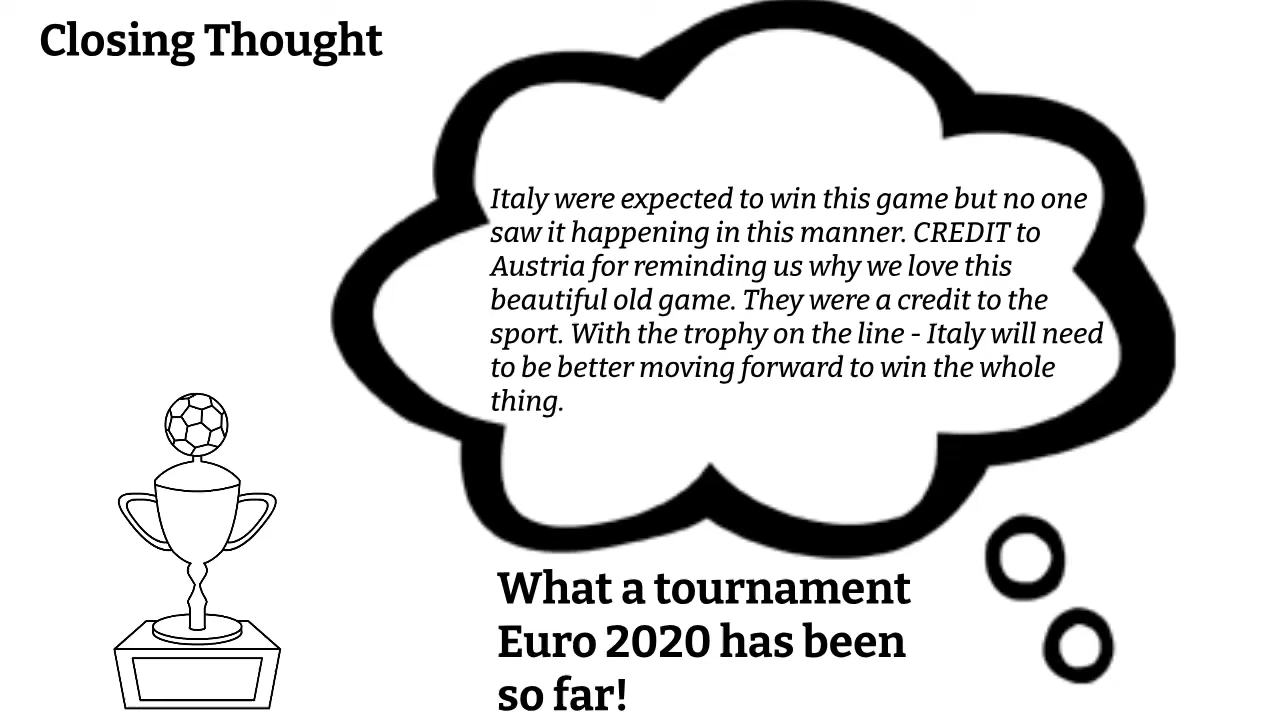 Closing Thought
Italy were expected to win this game but no one
saw it happening in this manner. CREDIT to
Austria for reminding us why we love this
beautiful old game. They were a credit to the
sport. With the trophy on the line - Italy will need
to be better moving forward to win the whole
thing.
What a tournament
Euro 2020 has been
so far!